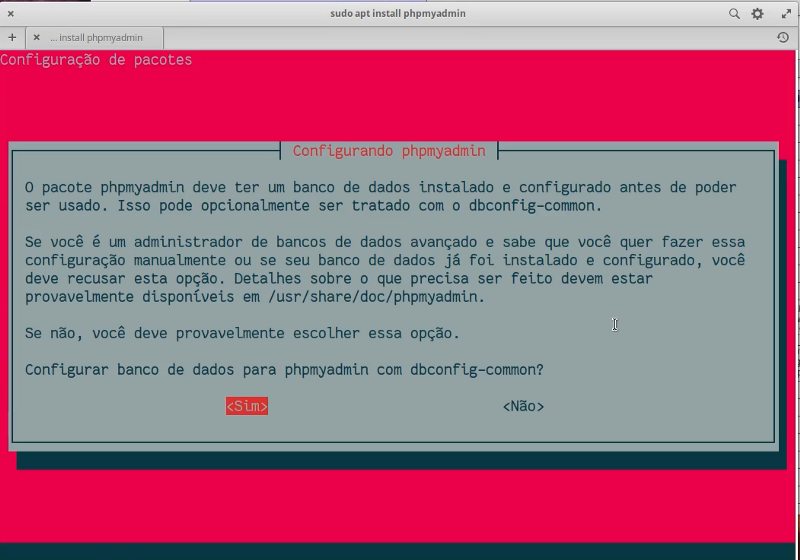 sudo apt install phpmyadmin
... install phpmyadmin
Configuração de pacotes
Configurando phpmyadmin
O pacote phpmyadmin deve ter um banco de dados instalado e configurado antes de poder
ser usado. Isso pode opcionalmente ser tratado com o dbconfig-common.
Se você é um administrador de bancos de dados avançado e sabe que você quer fazer essa
configuração manualmente ou se seu banco de dados já foi instalado e configurado, você
deve recusar esta opção. Detalhes sobre o que precisa ser feito devem estar
provavelmente disponíveis em /usr/share/doc/phpmyadmin.
Se não, você deve provavelmente escolher essa opção.
Configurar banco de dados para phpmyadmin com dbconfig-common?
<Sim> <Não>